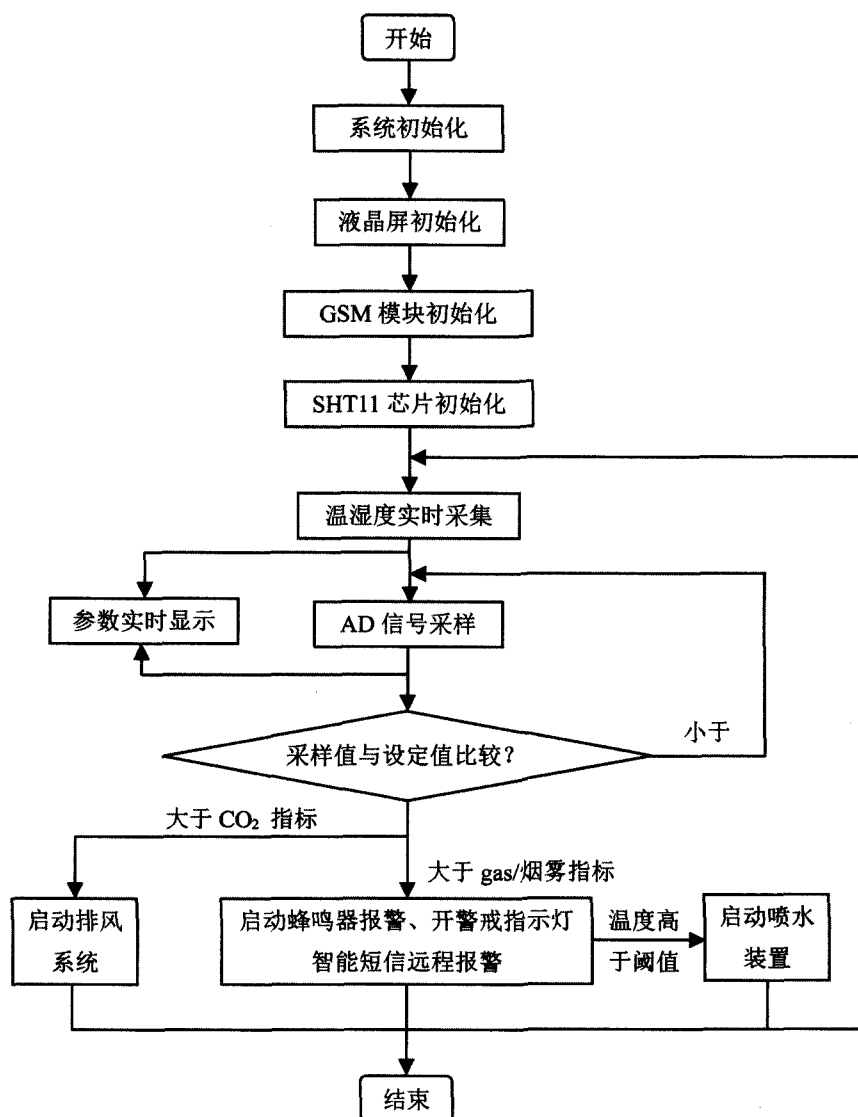 开始
系统初始化
液晶屏初始化
GSM 模块初始化
SHT11 芯片初始化
温湿度实时采集
参数实时显示
AD 信号采样
采样值与设定值比较？
小于
大于 CO₂ 指标
大于 gas/烟雾指标
启动排风
系统
启动蜂鸣器报警、开警戒指示灯
智能短信远程报警
温度高
于阈值
启动喷水
装置
结束